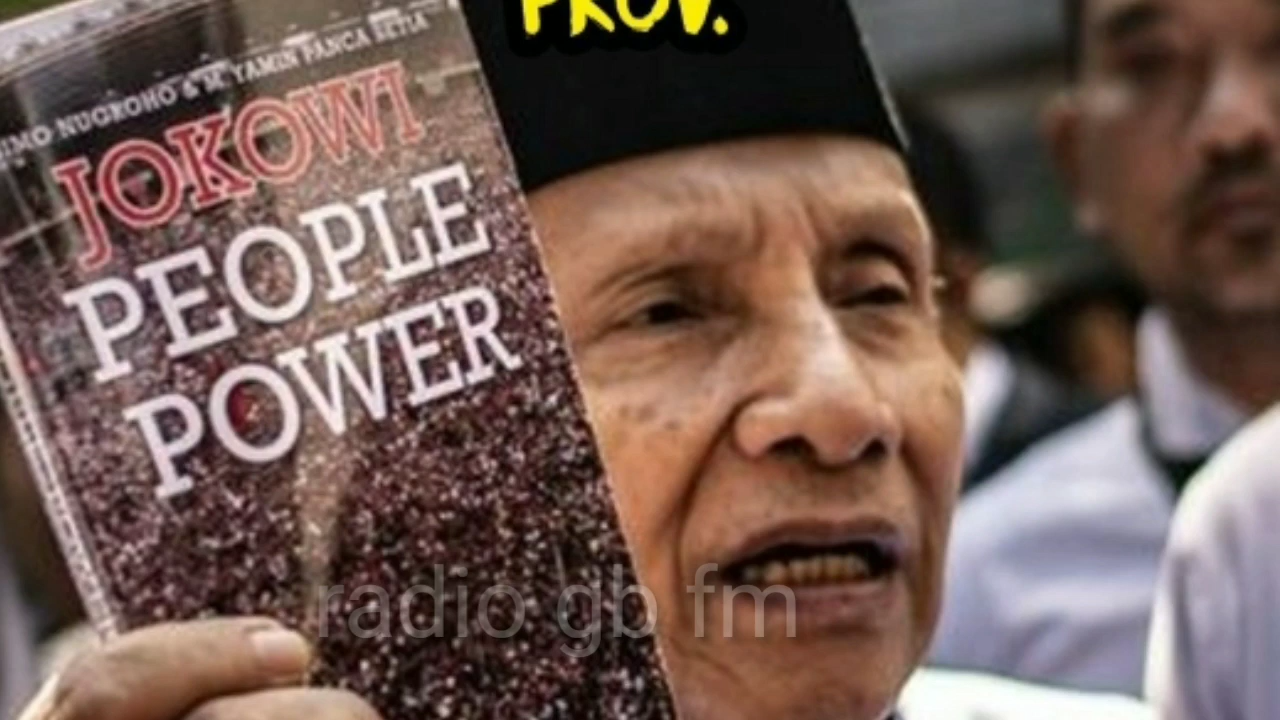 PROV.
NUGROHO & M. YAMIN PANCA SETIA
JOKOWI
PEOPLE
POWER
radio gb fm